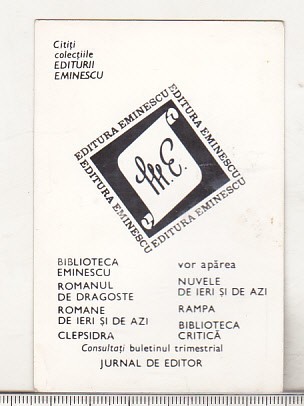 Citiți
colecțiile
EDITURII
EMINESCU
EDITURA EMINESCU
EDITURA EMINESCU
EDITURA EMINESCU
EDITURA EMINESCU
M.E.
BIBLIOTECA
EMINESCU
ROMANUL
DE DRAGOSTE
ROMANE
DE IERI ȘI DE AZI
CLEPSIDRA
vor apărea
NUVELE
DE IERI ȘI DE AZI
RAMPA
BIBLIOTECA
CRITICĂ
Consultați buletinul trimestrial
JURNAL DE EDITOR